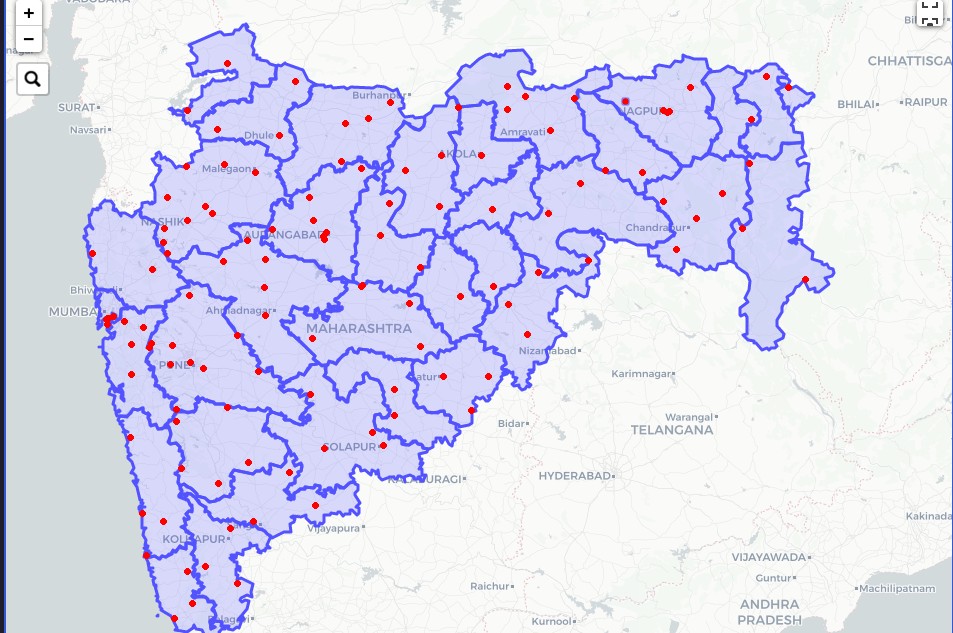 VADODARA
+
−
SURAT
Navsari
Burhanpur
CHHATTISGA
BHILAI
RAIPUR
Dhule
NAGPUR
Amravati
AKOLA
Malegaon
NASHIK
AURANGABAD
Chandrapur
Bhiw
MUMBAI
Ahmadnagar
MAHARASHTRA
Nizamabad
PUNE
Latur
Karimnagar
Warangal
TELANGANA
Bidar
SOLAPUR
KALABURAGI
HYDERABAD
Kakinada
Vijayapura
KOLHAPUR
VIJAYAWADA
Guntur
Raichur
Machilipatnam
ANDHRA
PRADESH
Kurnool
Belagavi